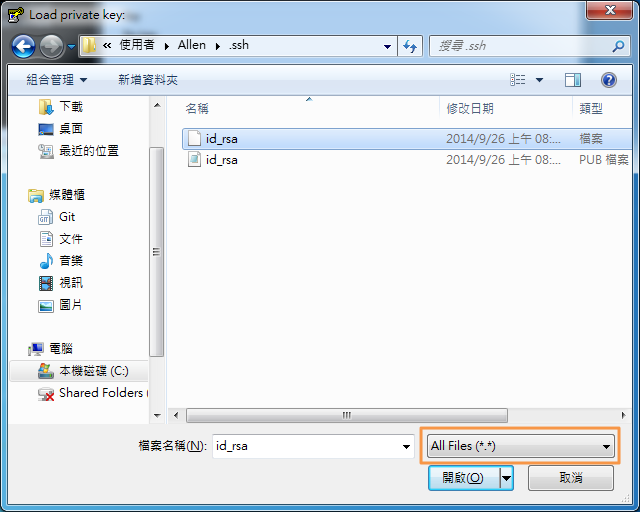 Load private key:
« 使用者 Allen .ssh
搜尋 .ssh
組合管理 新增資料夾
名稱 修改日期 類型
下載
桌面
最近的位置
媒體櫃
Git
文件
音樂
視訊
圖片
電腦
本機磁碟 (C:)
Shared Folders (
id_rsa 2014/9/26 上午 08:... 檔案
id_rsa 2014/9/26 上午 08:... PUB 檔案
檔案名稱(N): id_rsa All Files (*.*)
開啟(O) 取消